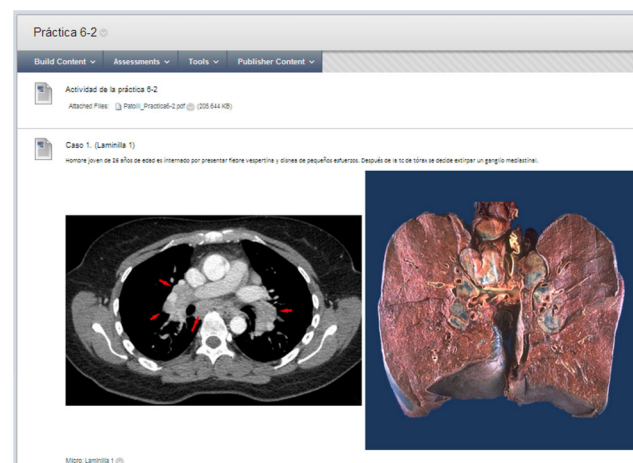 Práctica 6-2
Build Content Assessments Tools Publisher Content
Actividad de la práctica 6-2
Attached Files: Patolii_Practica6-2.pdf (205.644 KB)
Caso 1. (Laminilla 1)
Hombre joven de 26 años de edad es internado por presentar fiebre vespertina y disnea de pequeños esfuerzos. Después de la tc de tórax se decide extirpar un ganglio mediastinal.
Micro: Laminilla 1